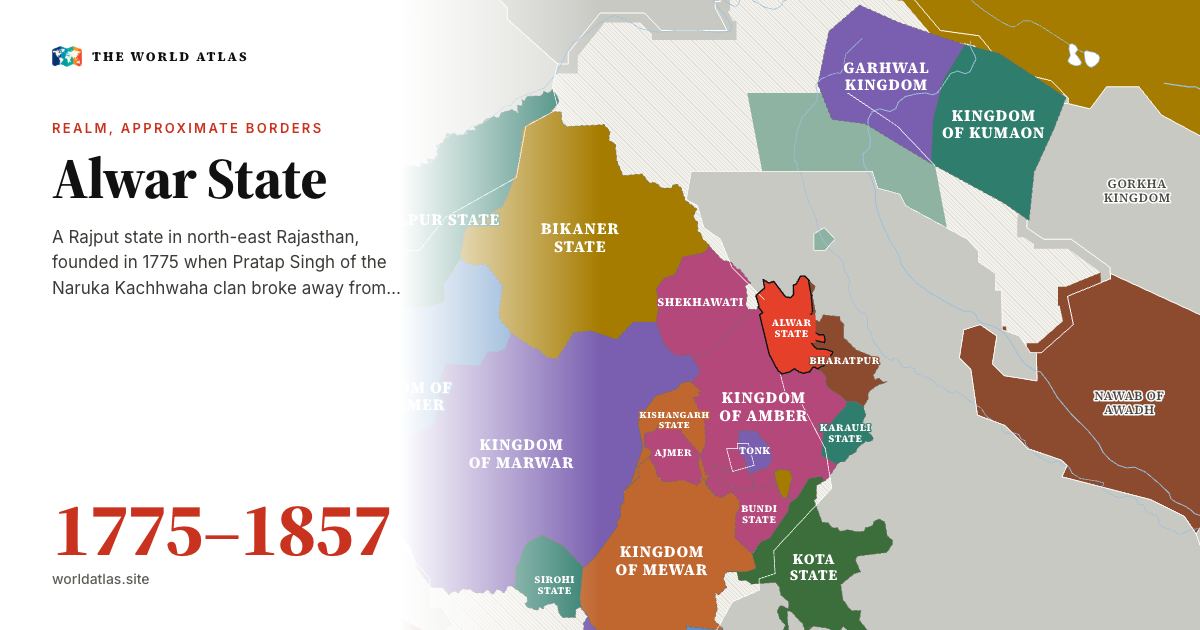 THE WORLD ATLAS
REALM, APPROXIMATE BORDERS
Alwar State
A Rajput state in north-east Rajasthan,
founded in 1775 when Pratap Singh of the
Naruka Kachhwaha clan broke away from...
1775–1857
worldatlas.site
GARHWAL
KINGDOM
KINGDOM
OF KUMAON
GORKHA
KINGDOM
PUR STATE
BIKANER
STATE
SHEKHAWATI
ALWAR
STATE
BHARATPUR
NAWAB OF
AWADH
M OF
MER
KINGDOM
OF AMBER
KISHANGARH
STATE
KARAULI
STATE
KINGDOM
OF MARWAR
AJMER
TONK
BUNDI
STATE
KINGDOM
OF MEWAR
KOTA
STATE
SIROHI
STATE